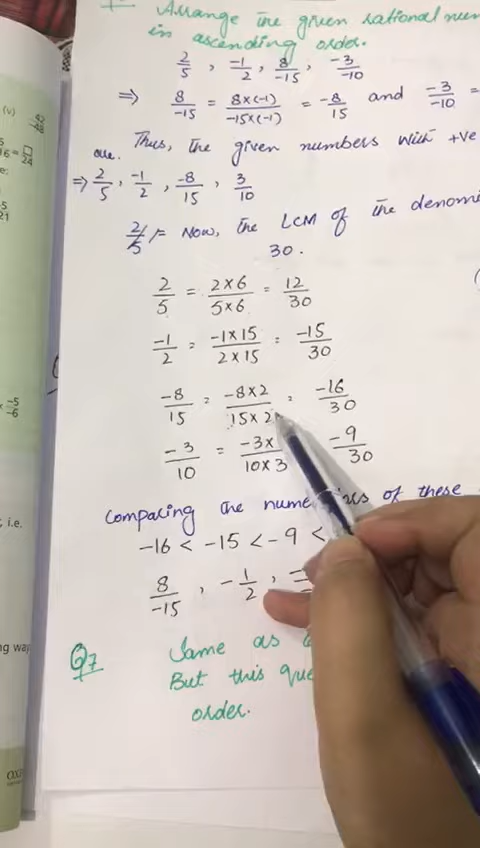 Arrange the given rational num
in ascending order.
2/5 , -1/2 , 8/-15 , -3/-10
⇒ 8/-15 = 8×(-1)/-15×(-1) = -8/15 and -3/-10 =
Thus, the given numbers with +ve
are.
⇒ 2/5 , -1/2 , -8/15 , 3/10
Now, the LCM of the denomi
30.
2/5 = 2×6/5×6 = 12/30
-1/2 = -1×15/2×15 = -15/30
-8/15 = -8×2/15×2 = -16/30
-3/10 = -3×/10×3 -9/30
Comparing the nume of these
-16 < -15 < -9 <
8/-15 , -1/2 ,
Q7 Same as
But this que
order.
(v)
i.e.
ng way